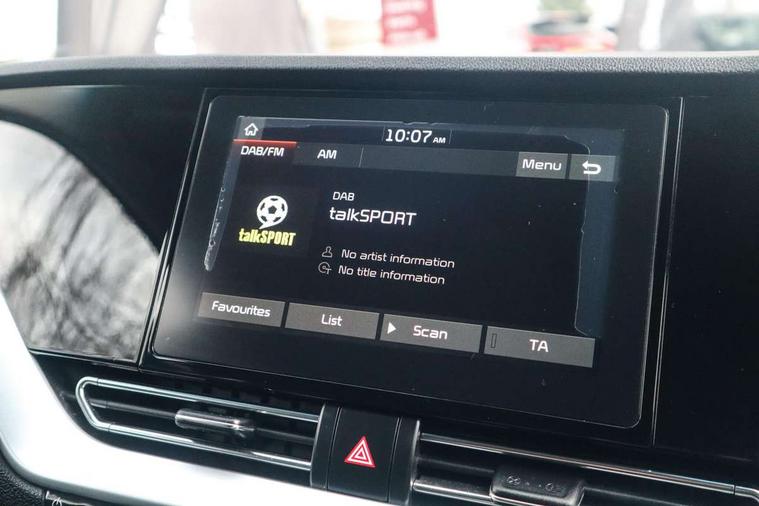 10:07 AM
DAB/FM AM Menu
DAB
talkSPORT
talkSPORT
No artist information
No title information
Favourites List Scan TA